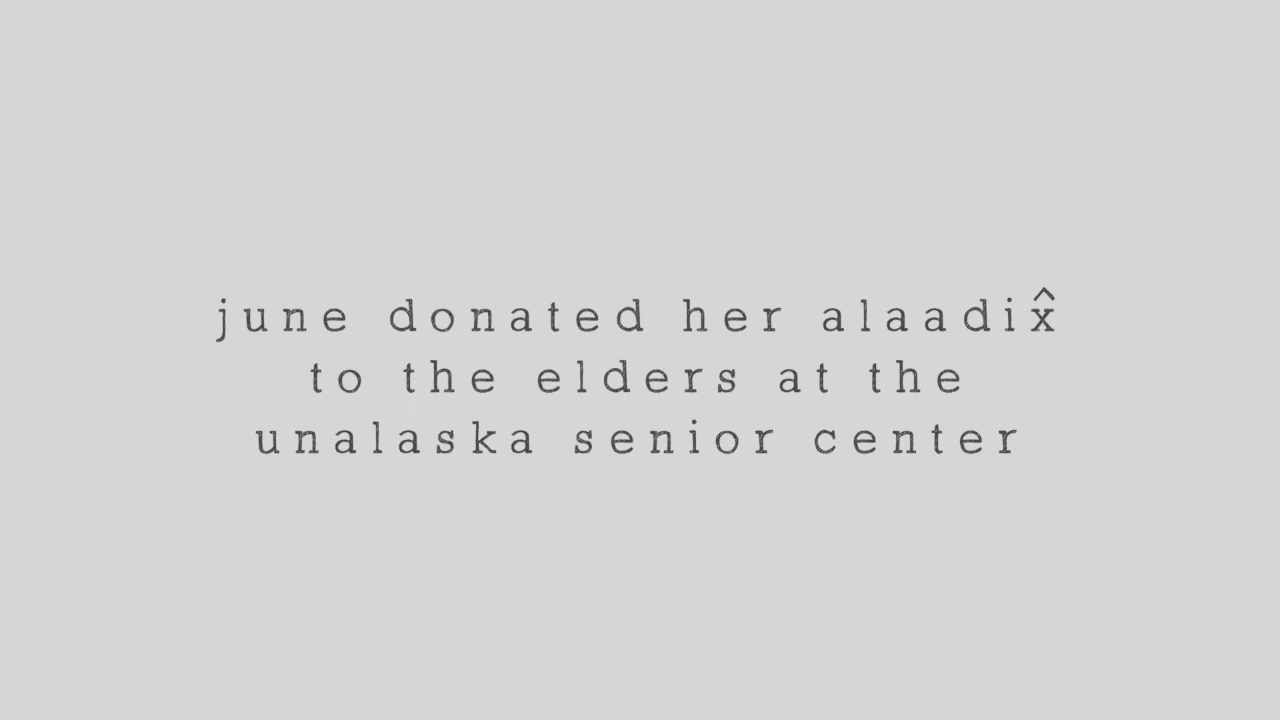 june donated her alaadix̂
to the elders at the
unalaska senior center